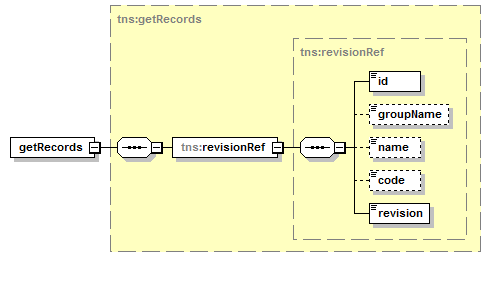 tns:getRecords
tns:revisionRef
id
groupName
getRecords
tns:revisionRef
name
code
revision